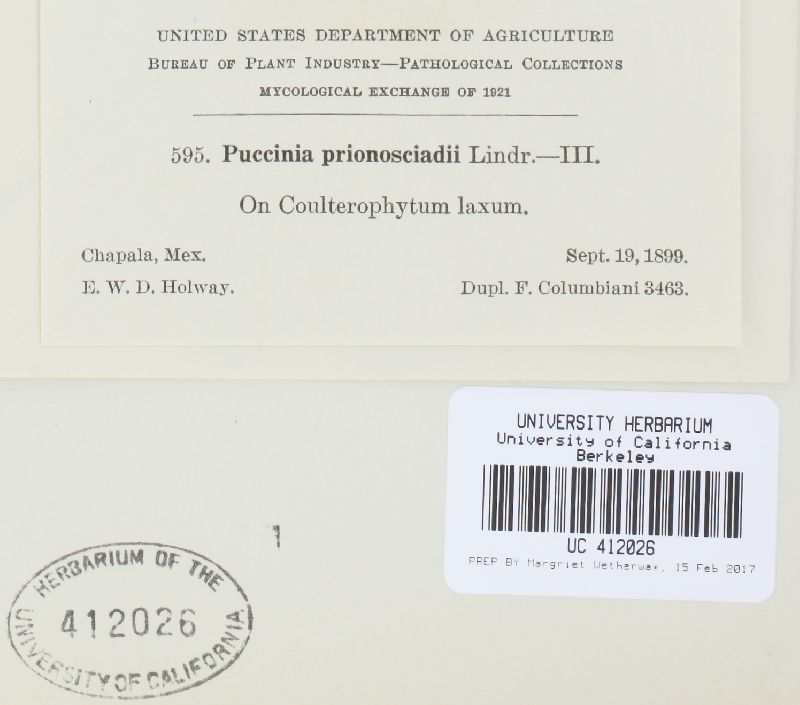 UNITED STATES DEPARTMENT OF AGRICULTURE
BUREAU OF PLANT INDUSTRY—PATHOLOGICAL COLLECTIONS
MYCOLOGICAL EXCHANGE OF 1921
595. Puccinia prionosciadii Lindr.—III.
On Coulterophytum laxum.
Chapala, Mex. Sept. 19, 1899.
E. W. D. Holway. Dupl. F. Columbiani 3463.
UNIVERSITY HERBARIUM
University of California
Berkeley
UC 412026
PREP BY Margriet Wetherwax, 15 Feb 2017
1
HERBARIUM OF THE
412026
UNIVERSITY OF CALIFORNIA